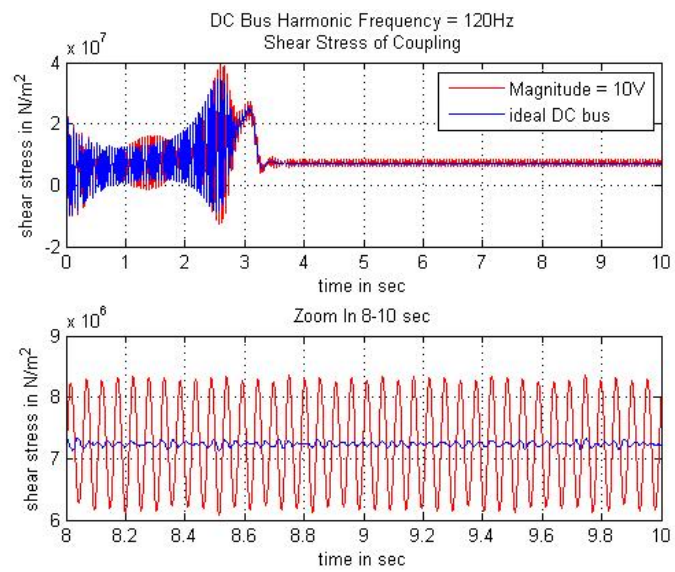 DC Bus Harmonic Frequency = 120Hz
Shear Stress of Coupling
x 10^7
4
2
0
-2
shear stress in N/m^2
Magnitude = 10V
ideal DC bus
0 1 2 3 4 5 6 7 8 9 10
time in sec
Zoom In 8-10 sec
x 10^6
9
8
7
6
shear stress in N/m^2
8 8.2 8.4 8.6 8.8 9 9.2 9.4 9.6 9.8 10
time in sec